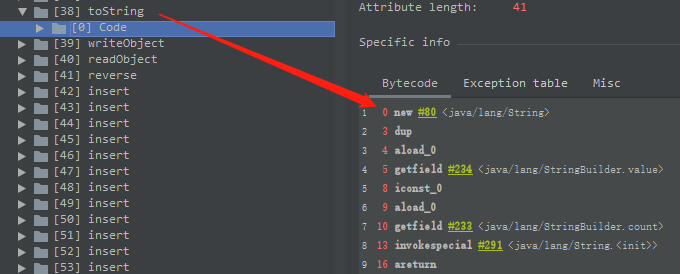 [38] toString
[0] Code
[39] writeObject
[40] readObject
[41] reverse
[42] insert
[43] insert
[44] insert
[45] insert
[46] insert
[47] insert
[48] insert
[49] insert
[50] insert
[51] insert
[52] insert
[53] insert
Attribute length: 41
Specific info
Bytecode Exception table Misc
1 0 new #80 <java/lang/String>
2 3 dup
3 4 aload_0
4 5 getfield #234 <java/lang/StringBuilder.value>
5 8 iconst_0
6 9 aload_0
7 10 getfield #233 <java/lang/StringBuilder.count>
8 13 invokespecial #291 <java/lang/String.<init>>
9 16 areturn